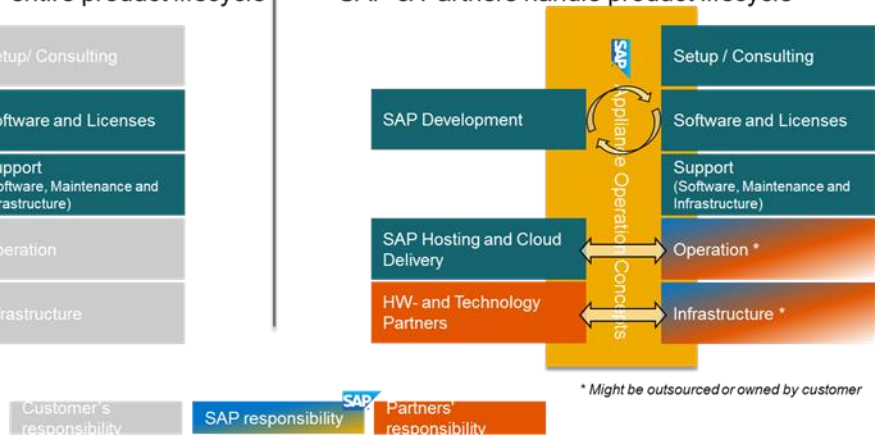 entire product lifecycle
SAP & Partners handle product lifecycle
Setup/ Consulting
Software and Licenses
Support
(Software, Maintenance and
Infrastructure)
Operation
Infrastructure
SAP
Appliance Operation Concepts
SAP Development
SAP Hosting and Cloud
Delivery
HW- and Technology
Partners
Setup / Consulting
Software and Licenses
Support
(Software, Maintenance and
Infrastructure)
Operation *
Infrastructure *
* Might be outsourced or owned by customer
Customer's
responsibility
SAP responsibility
SAP
Partners'
responsibility